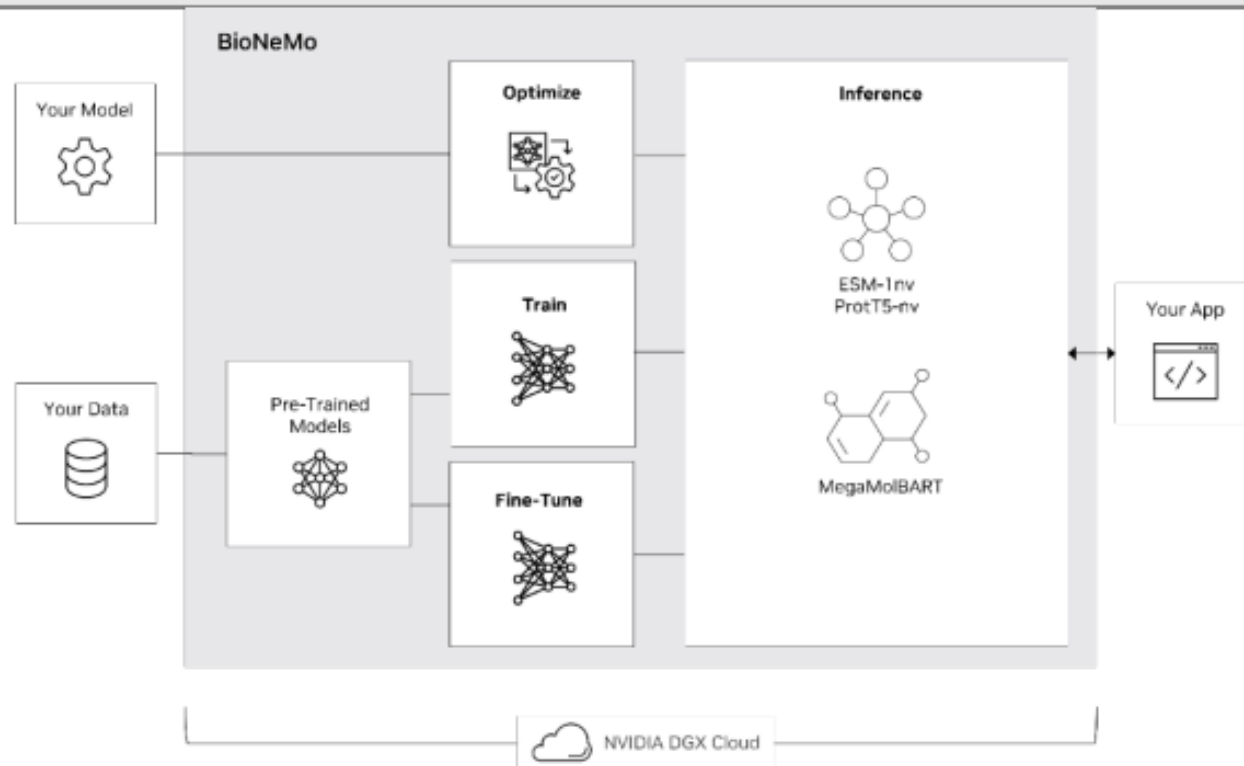 BioNeMo
Your Model
Optimize
Inference
ESM-1nv
ProtT5-nv
Train
Your App
</>
Your Data
Pre-Trained
Models
MegaMolBART
Fine-Tune
NVIDIA DGX Cloud